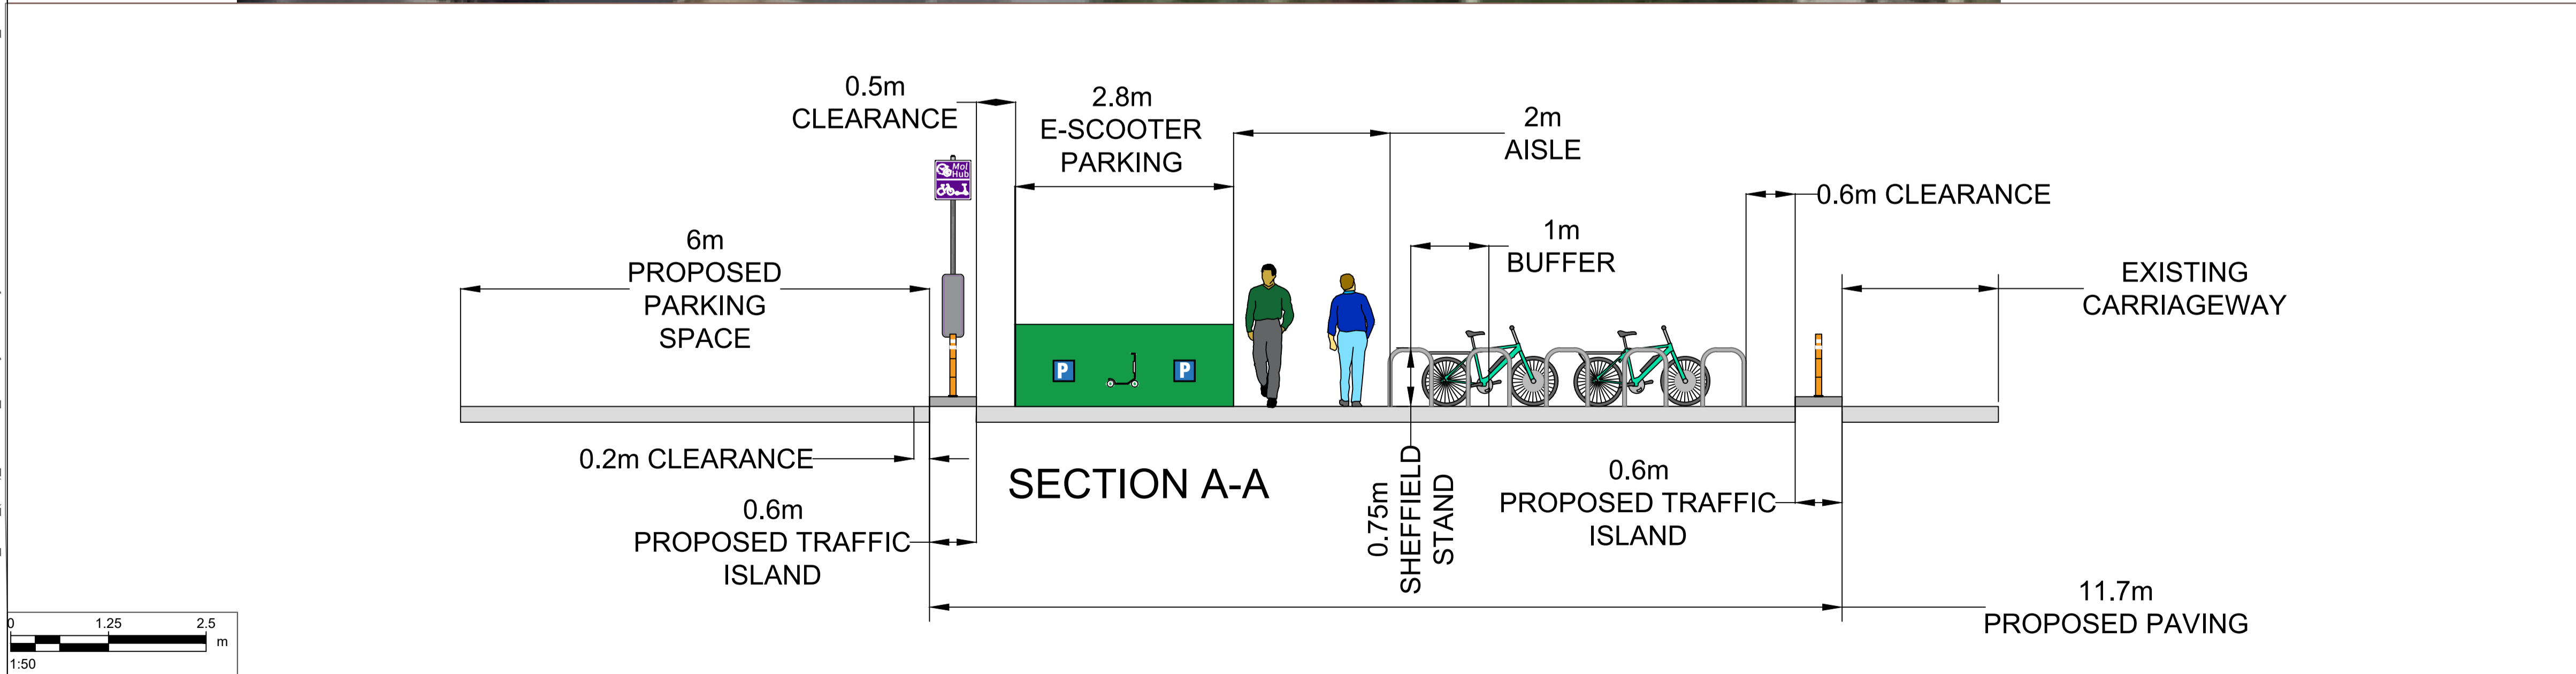 0.5m
CLEARANCE
2.8m
E-SCOOTER
PARKING
2m
AISLE
Mol
Hub
0.6m CLEARANCE
6m
PROPOSED
PARKING
SPACE
1m
BUFFER
EXISTING
CARRIAGEWAY
P
P
0.2m CLEARANCE
SECTION A-A
0.75m
SHEFFIELD
STAND
0.6m
PROPOSED TRAFFIC
ISLAND
0.6m
PROPOSED TRAFFIC
ISLAND
11.7m
PROPOSED PAVING
0 1.25 2.5
m
1:50